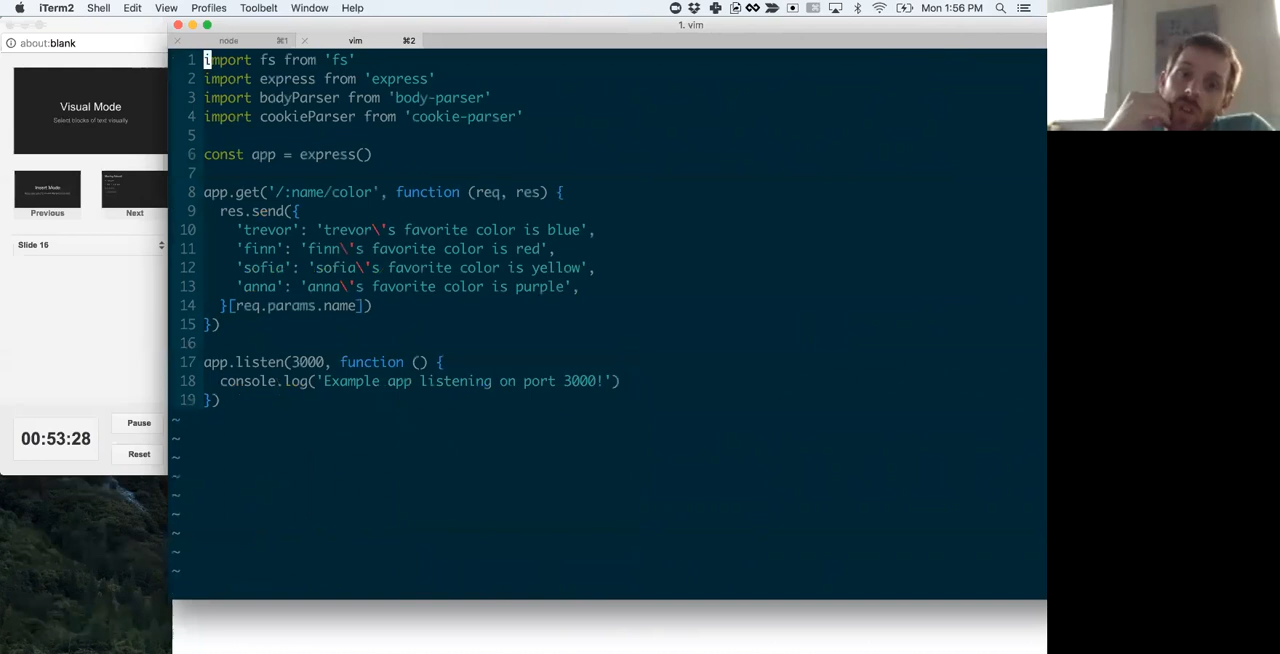 iTerm2 Shell Edit View Profiles Toolbelt Window Help Mon 1:56 PM
1. vim
about:blank
node ⌘1 vim ⌘2
Visual Mode
Select blocks of text visually
Insert Mode
Previous Next
Slide 16
00:53:28
Pause
Reset
1 import fs from 'fs'
2 import express from 'express'
3 import bodyParser from 'body-parser'
4 import cookieParser from 'cookie-parser'
5
6 const app = express()
7
8 app.get('/:name/color', function (req, res) {
9 res.send({
10 'trevor': 'trevor\'s favorite color is blue',
11 'finn': 'finn\'s favorite color is red',
12 'sofia': 'sofia\'s favorite color is yellow',
13 'anna': 'anna\'s favorite color is purple',
14 }[req.params.name])
15 })
16
17 app.listen(3000, function () {
18 console.log('Example app listening on port 3000!')
19 })
~
~
~
~
~
~
~
~
~